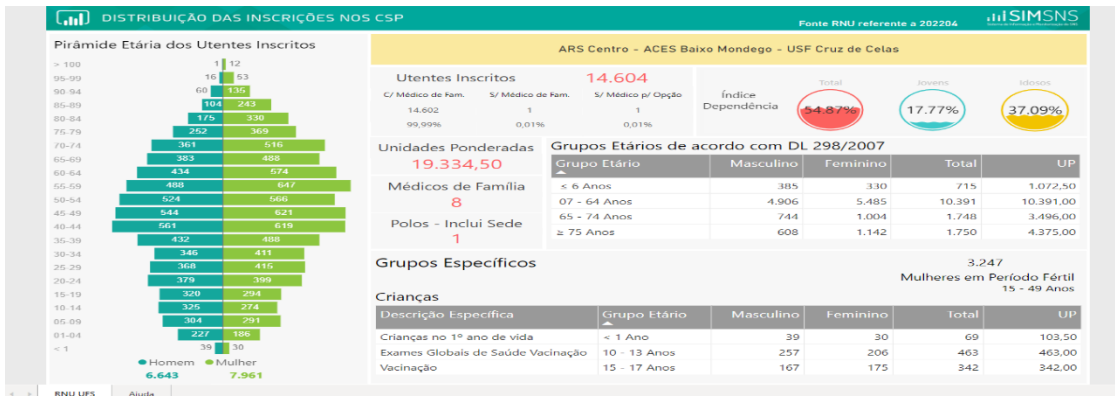 DISTRIBUIÇÃO DAS INSCRIÇÕES NOS CSP
Fonte RNU referente a 202204
SIMSNS
Pirâmide Etária dos Utentes Inscritos
> 100 1 12
95-99 16 53
90-94 60 135
85-89 104 243
80-84 175 330
75-79 252 369
70-74 361 516
65-69 383 488
60-64 434 574
55-59 488 647
50-54 524 566
45-49 544 621
40-44 561 619
35-39 432 488
30-34 346 411
25-29 368 415
20-24 379 399
15-19 320 294
10-14 325 274
05-09 304 291
01-04 227 186
< 1 39 30
Homem Mulher
6.643 7.961
ARS Centro - ACES Baixo Mondego - USF Cruz de Celas
Utentes Inscritos 14.604
C/ Médico de Fam. S/ Médico de Fam. S/ Médico p/ Opção
14.602 1 1
99,99% 0,01% 0,01%
Índice
Dependência
Total Jovens Idosos
54.87% 17.77% 37.09%
Unidades Ponderadas
19.334,50
Médicos de Família
8
Polos - Inclui Sede
1
Grupos Etários de acordo com DL 298/2007
Grupo Etário Masculino Feminino Total UP
≤ 6 Anos 385 330 715 1.072,50
07 - 64 Anos 4.906 5.485 10.391 10.391,00
65 - 74 Anos 744 1.004 1.748 3.496,00
≥ 75 Anos 608 1.142 1.750 4.375,00
Grupos Específicos
3.247
Mulheres em Período Fértil
15 - 49 Anos
Crianças
Descrição Específica Grupo Etário Masculino Feminino Total UP
Crianças no 1º ano de vida < 1 Ano 39 30 69 103,50
Exames Globais de Saúde Vacinação 10 - 13 Anos 257 206 463 463,00
Vacinação 15 - 17 Anos 167 175 342 342,00
RNU UFS Ajuda